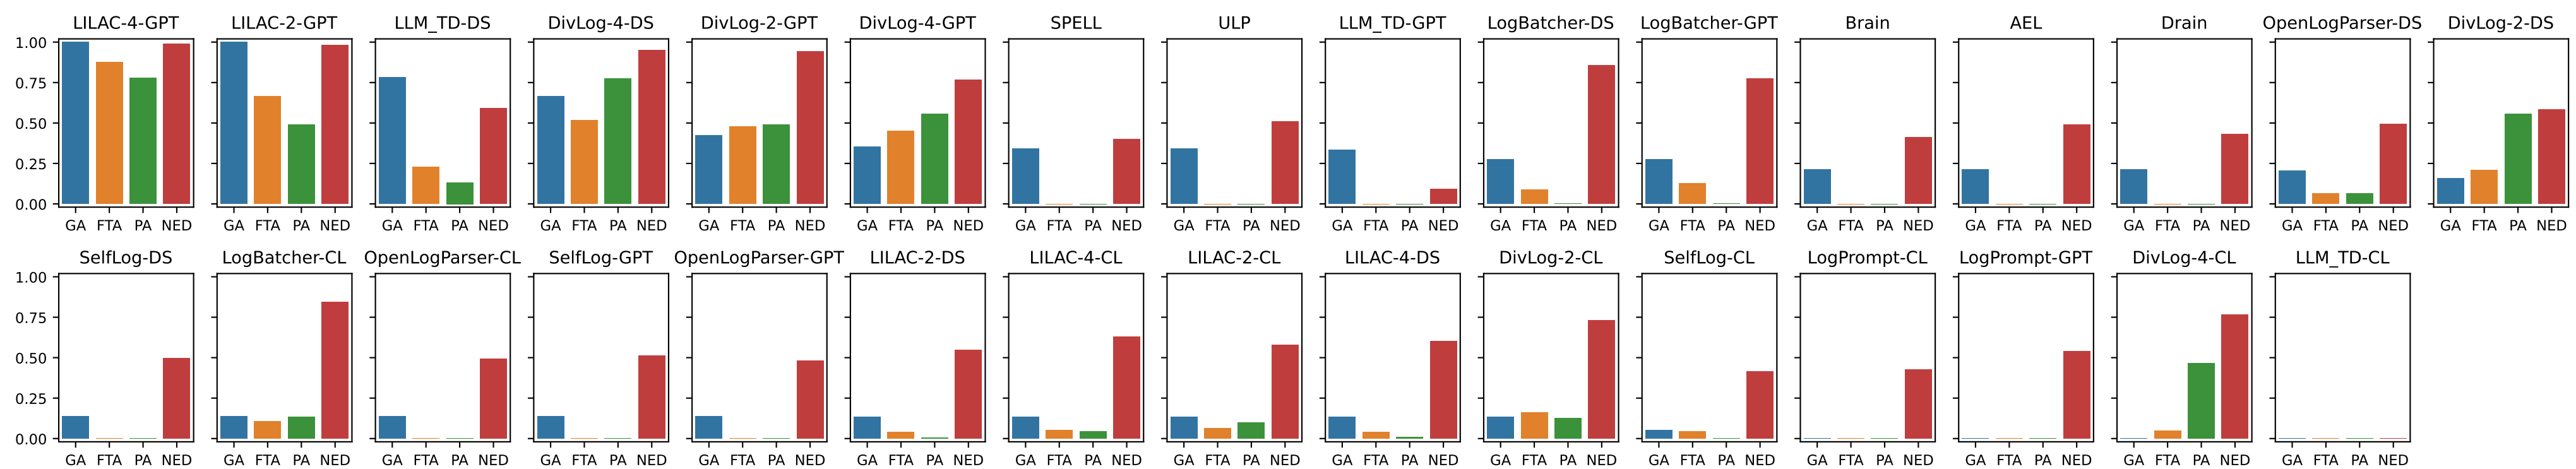 LILAC-4-GPT LILAC-2-GPT LLM_TD-DS DivLog-4-DS DivLog-2-GPT DivLog-4-GPT SPELL ULP LLM_TD-GPT LogBatcher-DS LogBatcher-GPT Brain AEL Drain OpenLogParser-DS DivLog-2-DS
1.00
0.75
0.50
0.25
0.00
GA FTA PA NED GA FTA PA NED GA FTA PA NED GA FTA PA NED GA FTA PA NED GA FTA PA NED GA FTA PA NED GA FTA PA NED GA FTA PA NED GA FTA PA NED GA FTA PA NED GA FTA PA NED GA FTA PA NED GA FTA PA NED GA FTA PA NED GA FTA PA NED
SelfLog-DS LogBatcher-CL OpenLogParser-CL SelfLog-GPT OpenLogParser-GPT LILAC-2-DS LILAC-4-CL LILAC-2-CL LILAC-4-DS DivLog-2-CL SelfLog-CL LogPrompt-CL LogPrompt-GPT DivLog-4-CL LLM_TD-CL
1.00
0.75
0.50
0.25
0.00
GA FTA PA NED GA FTA PA NED GA FTA PA NED GA FTA PA NED GA FTA PA NED GA FTA PA NED GA FTA PA NED GA FTA PA NED GA FTA PA NED GA FTA PA NED GA FTA PA NED GA FTA PA NED GA FTA PA NED GA FTA PA NED GA FTA PA NED